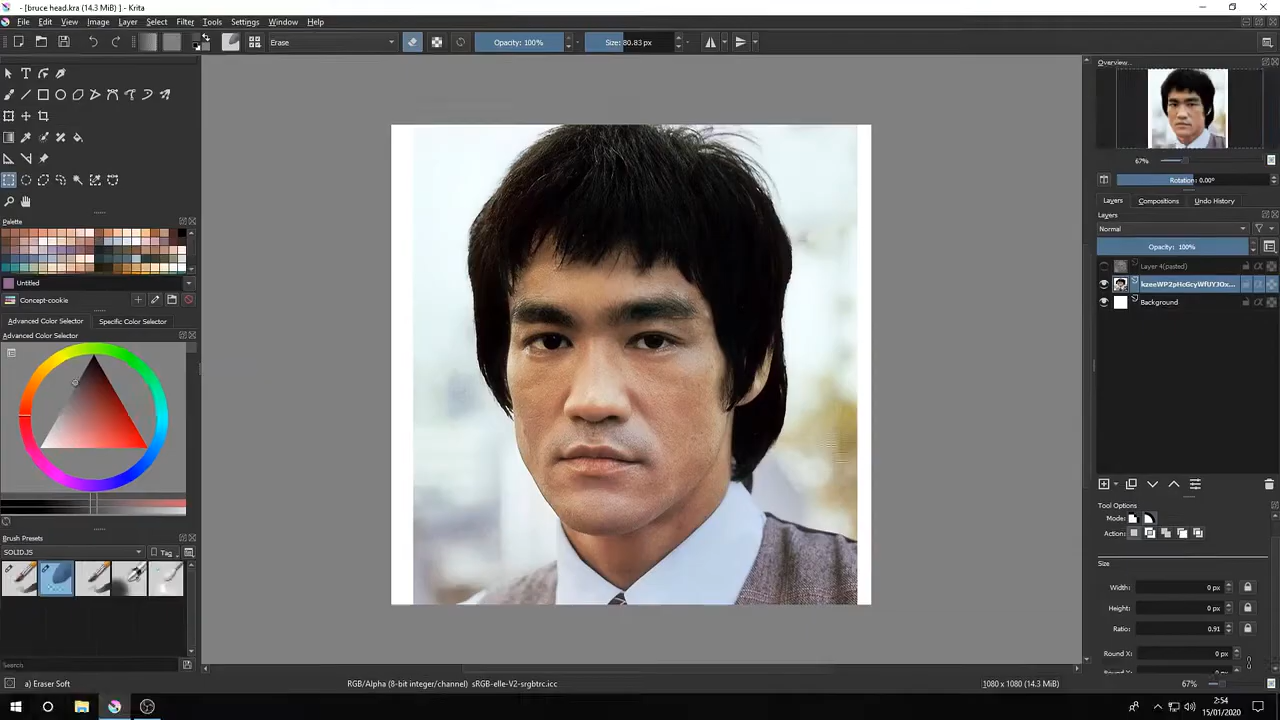 - [bruce head.kra (14.3 MiB) ] - Krita
File Edit View Image Layer Select Filter Tools Settings Window Help
Erase Opacity: 100% Size: 80.83 px
Overview...
67%
Rotation: 0.00°
Layers Compositions Undo History
Layers
Normal
Opacity: 100%
Layer 4(pasted)
Background
Palette
Untitled
Concept-cookie
Advanced Color Selector Specific Color Selector
Advanced Color Selector
Brush Presets
SOLIDJS Tag
Search
Tool Options
Mode:
Action:
Size
Width: 0 px
Height: 0 px
Ratio: 0.91
Round X: 0 px
0 px
a) Eraser Soft RGB/Alpha (8-bit integer/channel) sRGB-elle-V2-srgbtrc.icc 1080 x 1080 (14.3 MiB) 67%
2:54
15/01/2020